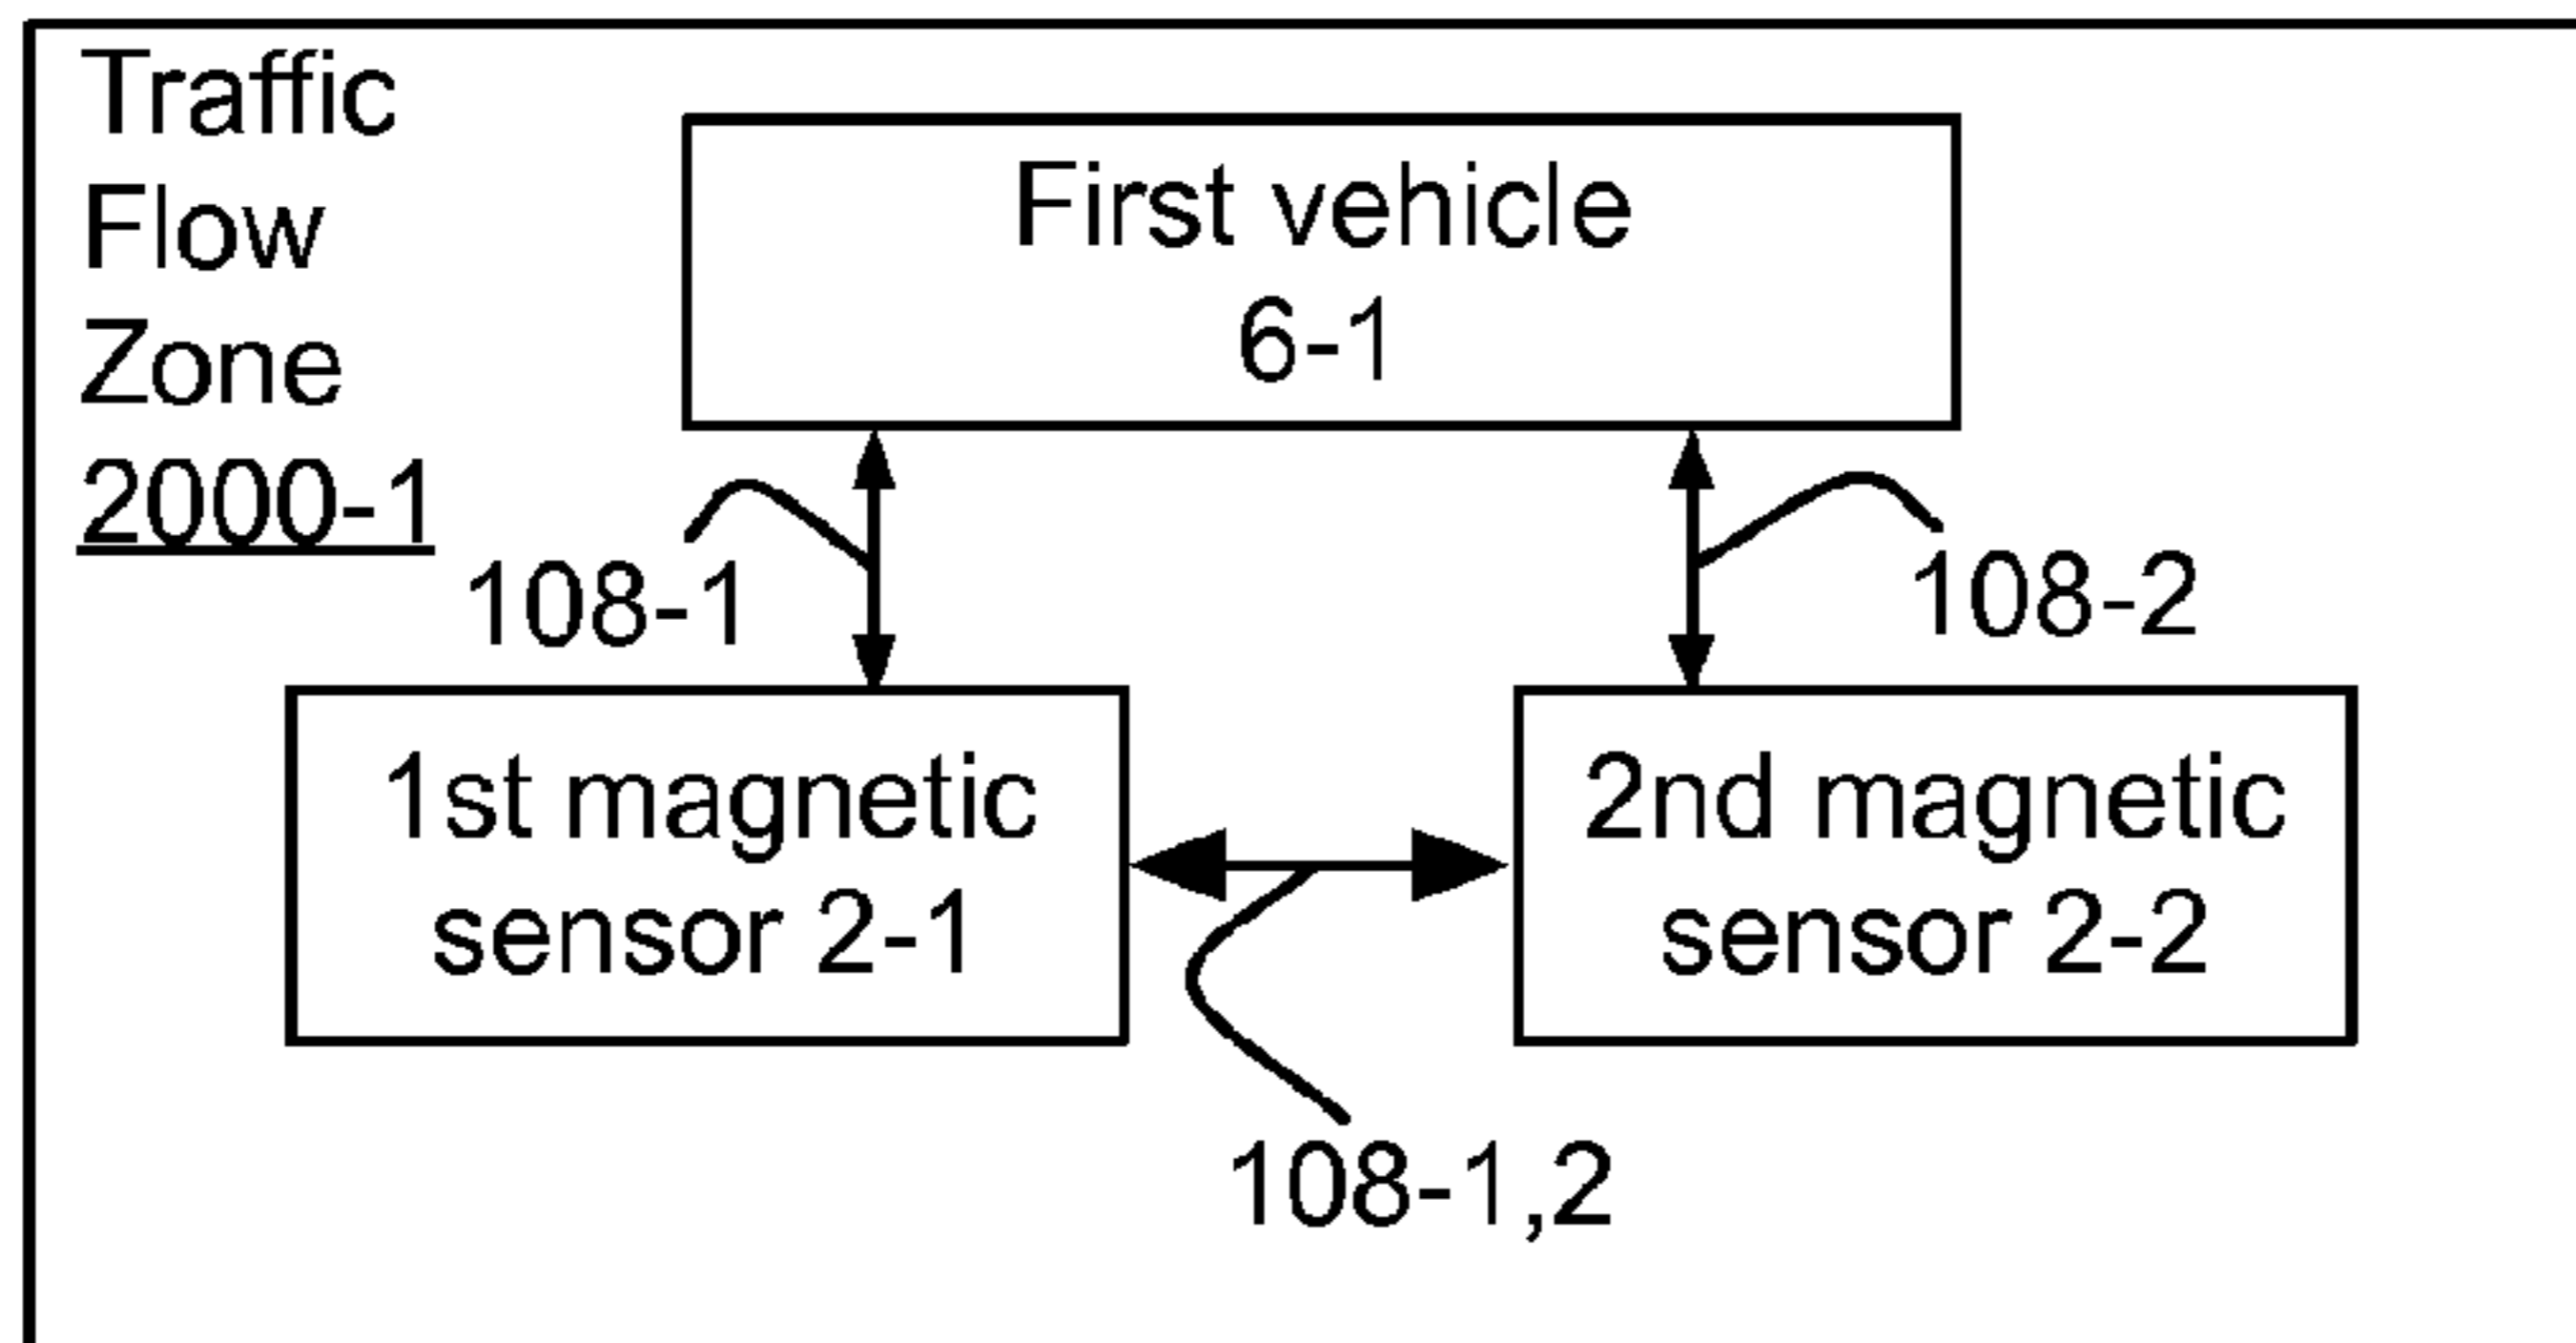 Traffic
Flow
Zone
2000-1
First vehicle
6-1
108-1
108-2
1st magnetic
sensor 2-1
2nd magnetic
sensor 2-2
108-1,2